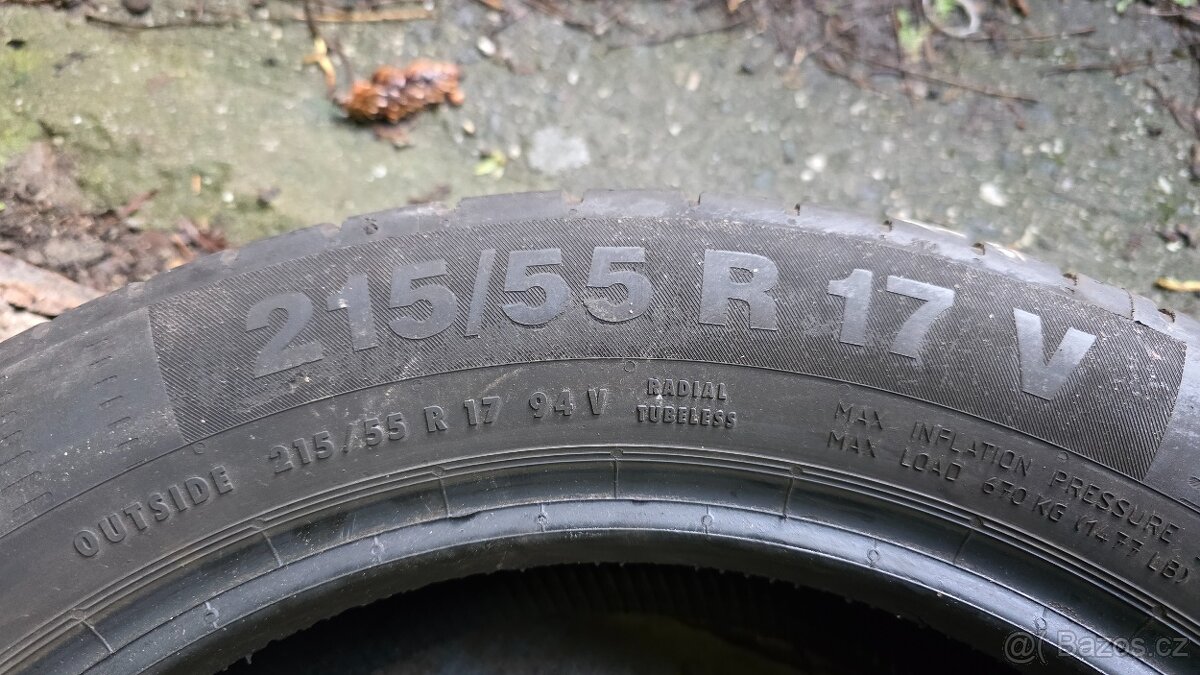 215/55 R 17 V
OUTSIDE 215/55 R 17 94 V
RADIAL
TUBELESS
MAX INFLATION PRESSURE
MAX LOAD 670 KG (1477 LB)
@ Bazos.cz